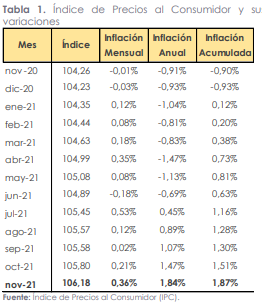 Tabla 1. Índice de Precios al Consumidor y su
variaciones
Mes Índice Inflación Mensual Inflación Anual Inflación Acumulada
nov-20 104,26 -0,01% -0,91% -0,90%
dic-20 104,23 -0,03% -0,93% -0,93%
ene-21 104,35 0,12% -1,04% 0,12%
feb-21 104,44 0,08% -0,81% 0,20%
mar-21 104,63 0,18% -0,83% 0,38%
abr-21 104,99 0,35% -1,47% 0,73%
may-21 105,08 0,08% -1,13% 0,81%
jun-21 104,89 -0,18% -0,69% 0,63%
jul-21 105,45 0,53% 0,45% 1,16%
ago-21 105,57 0,12% 0,89% 1,28%
sep-21 105,58 0,02% 1,07% 1,30%
oct-21 105,80 0,21% 1,47% 1,51%
nov-21 106,18 0,36% 1,84% 1,87%
Fuente: Índice de Precios al Consumidor (IPC).